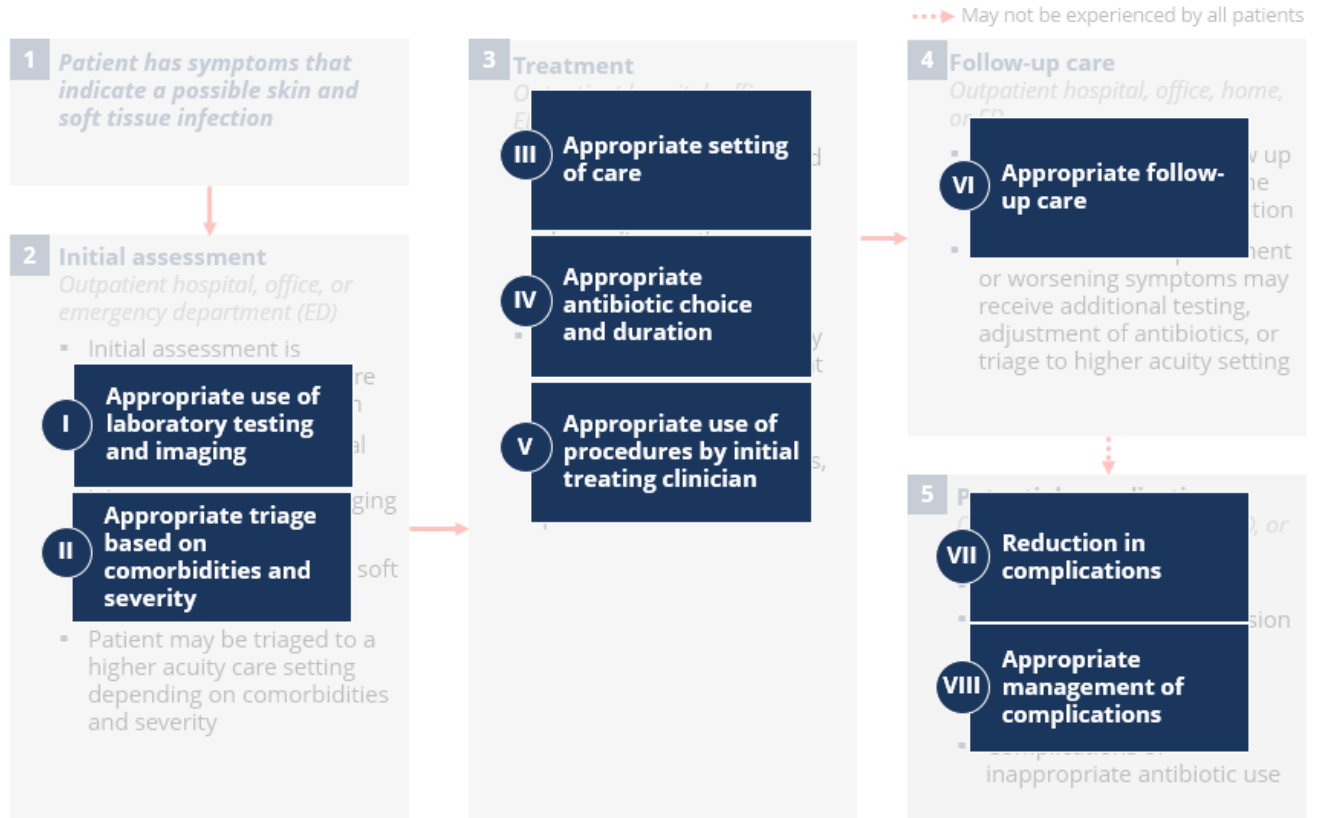 May not be experienced by all patients
1
Patient has symptoms that
indicate a possible skin and
soft tissue infection
2
Initial assessment
Outpatient hospital, office, or
emergency department (ED)
▪ Initial assessment is
I
Appropriate use of
laboratory testing
and imaging
II
Appropriate triage
based on
comorbidities and
severity
soft
▪ Patient may be triaged to a
higher acuity care setting
depending on comorbidities
and severity
3
Treatment
III
Appropriate setting
of care
IV
Appropriate
antibiotic choice
and duration
V
Appropriate use of
procedures by initial
treating clinician
4
Follow-up care
Outpatient hospital, office, home,
or
VI
Appropriate follow-
up care
up
or worsening symptoms may
receive additional testing,
adjustment of antibiotics, or
triage to higher acuity setting
5
or
VII
Reduction in
complications
VIII
Appropriate
management of
complications
inappropriate antibiotic use